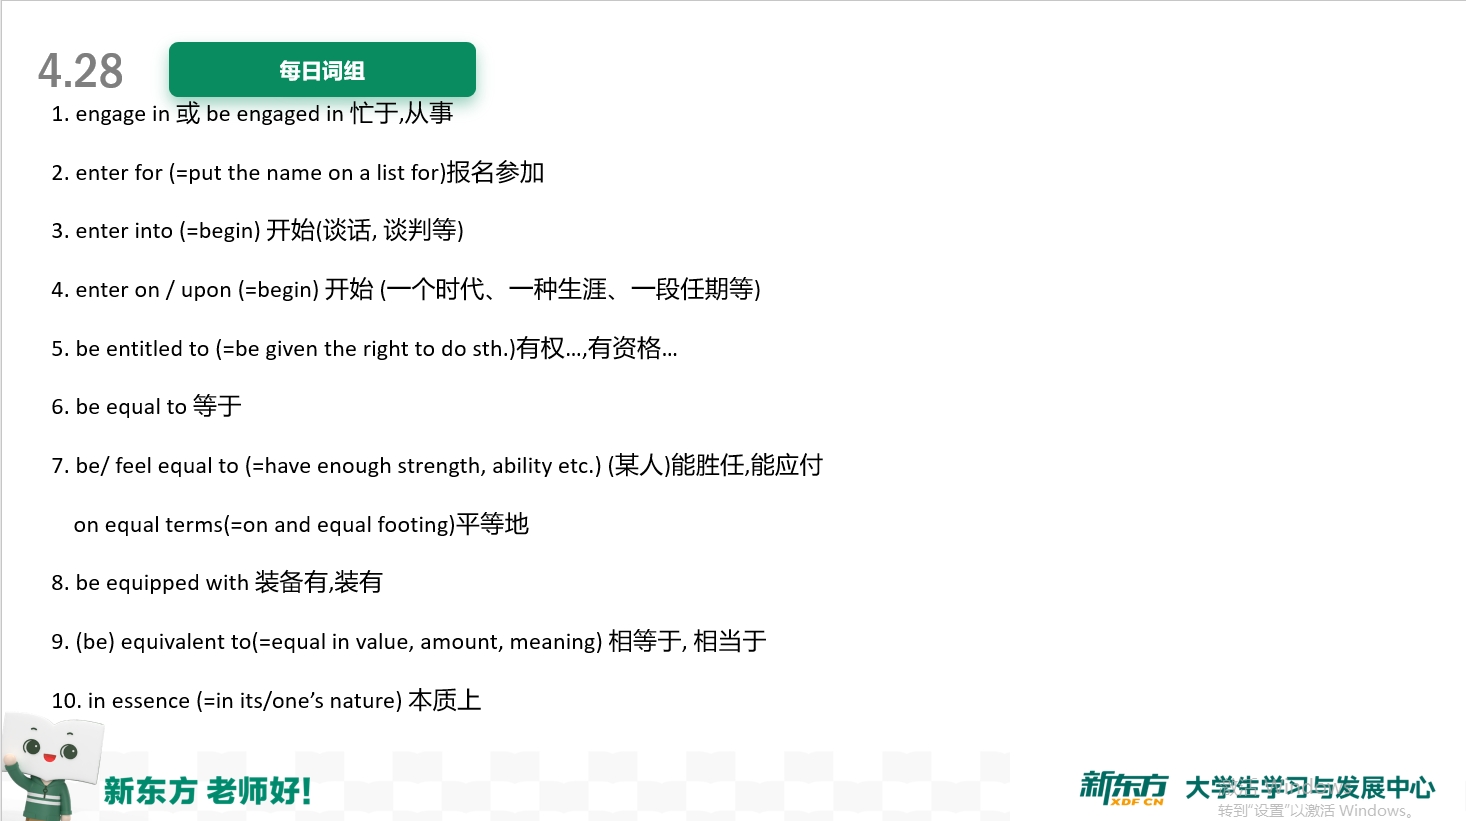 4.28
每日词组
1. engage in 或 be engaged in 忙于,从事
2. enter for (=put the name on a list for)报名参加
3. enter into (=begin) 开始(谈话, 谈判等)
4. enter on / upon (=begin) 开始 (一个时代、一种生涯、一段任期等)
5. be entitled to (=be given the right to do sth.)有权...,有资格...
6. be equal to 等于
7. be/ feel equal to (=have enough strength, ability etc.) (某人)能胜任,能应付
on equal terms(=on and equal footing)平等地
8. be equipped with 装备有,装有
9. (be) equivalent to(=equal in value, amount, meaning) 相等于, 相当于
10. in essence (=in its/one’s nature) 本质上
新东方 老师好!
新东方 XDF.CN 大学生学习与发展中心
激活 Windows
转到“设置”以激活 Windows。